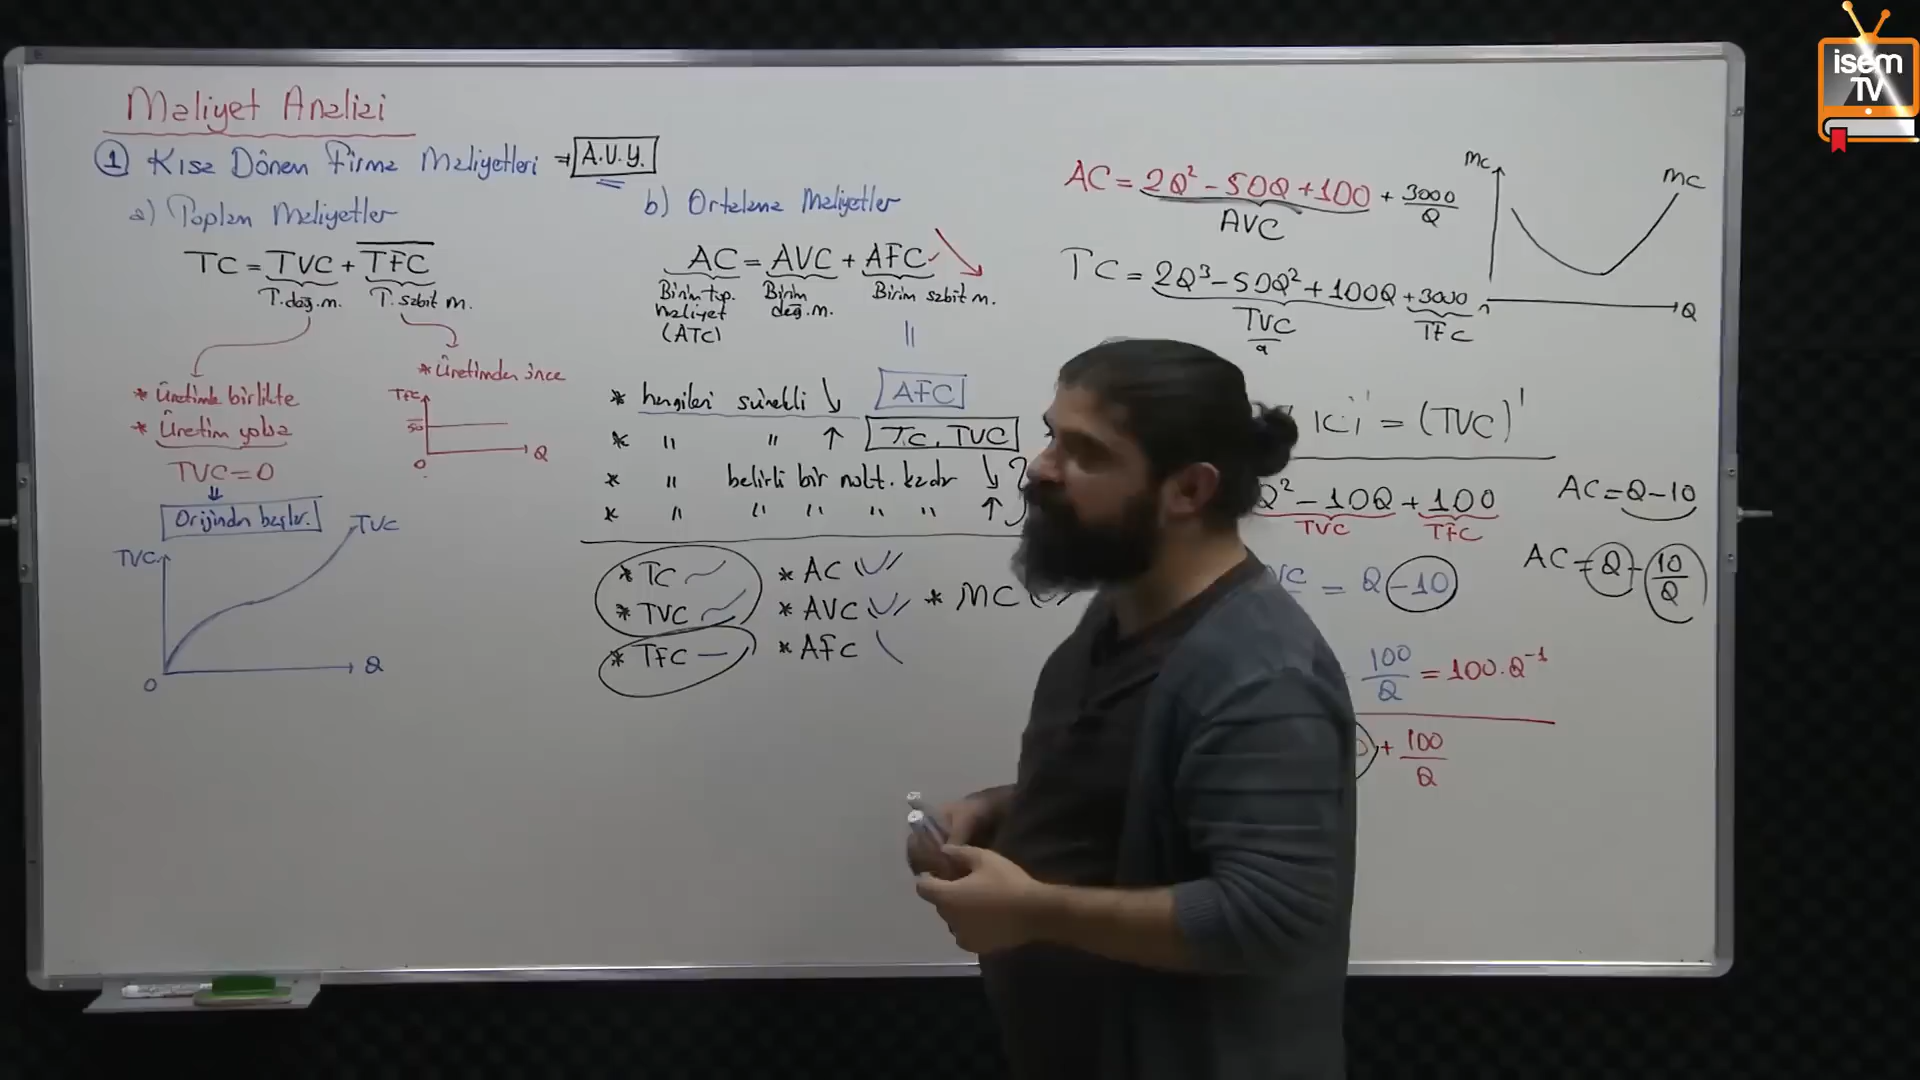 isem
TV
Maliyet Analizi
1 Kısa Dönem Firma Maliyetleri → A.V.Y.
a) Toplam Maliyetler
TC = TVC + TFC
T. değ. m. T. sabit m.
* Üretimle birlikte
* Üretim yoksa
TVC = 0
Orijinden başlar.
* Üretimden önce
TFC
50
0 Q
TVC TVC
0 Q
b) Ortalama Maliyetler
AC = AVC + AFC
Birim top. maliyet (ATC) Birim değ. m. Birim sabit m.
* hangileri sürekli ↓ AFC
* " " ↑ TC, TVC
* " belirli bir nokt. kadar ↓ ?
* " " " " " ↑
* TC * AC
* TVC * AVC * MC
* TFC * AFC
AC = 2Q² - 50Q + 100 + 3000/Q
AVC
TC = 2Q³ - 50Q² + 100Q + 3000
TVC TFC
Q
MC MC
Q
= (TVC)'
Q² - 10Q + 100
TVC TFC
= Q - 10
100/Q = 100.Q⁻¹
+ 100/Q
AC = Q - 10
AC = Q - 10/Q